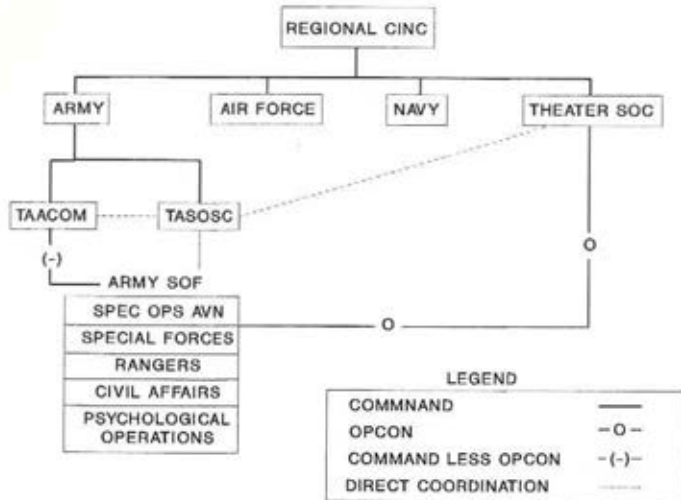 REGIONAL CINC
ARMY
AIR FORCE
NAVY
THEATER SOC
TAACOM
TASOSC
(-)
O
ARMY SOF
SPEC OPS AVN
SPECIAL FORCES
O
RANGERS
CIVIL AFFAIRS
PSYCHOLOGICAL
OPERATIONS
LEGEND
COMMNAND
OPCON -O-
COMMAND LESS OPCON -(-)-
DIRECT COORDINATION